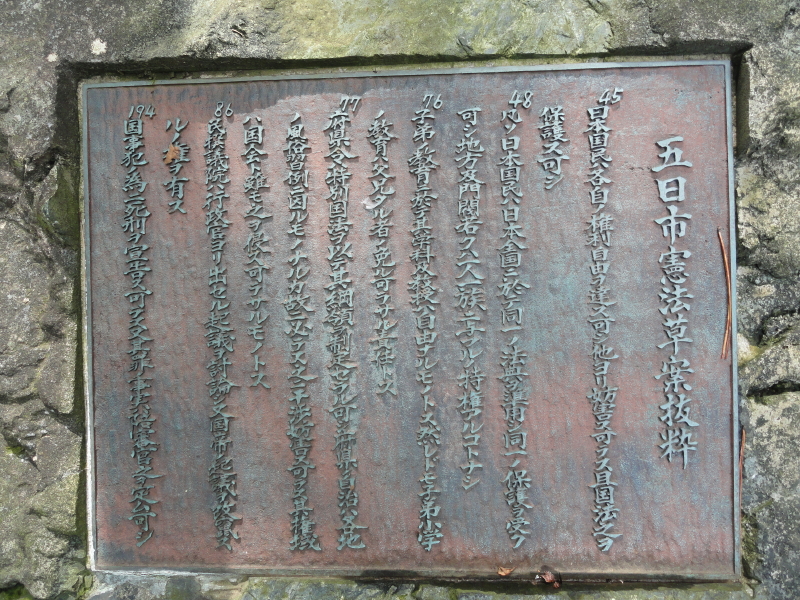 五日市憲法草案抜粋
45
日本国民ハ各自ノ権利自由ヲ達ス可シ他ヨリ妨害ス可ラス且国法之ヲ
保護ス可シ
48
凡ソ日本国民ハ日本全国ニ於テ同一ノ法典ヲ準用シ同一ノ保護ヲ受ク
可シ地方及門閥若クハ一人一族ニ与フルノ特権アルコトナシ
76
子弟ノ教育ニ於テ其学科及教授ハ自由ナルモノトス然レドモ子弟小学
ノ教育ハ父兄タル者ノ免ル可ラサル責任トス
77
府県令ハ特別ノ国法ヲ以テ其綱領ヲ制定セラル可シ府県ノ自治ハ各地
ノ風俗習例ニ因ルモノナルカ故ニ必ラス之ニ干渉妨害ス可ラス其権域
ハ国会ト雖モ之ヲ侵ス可ラサルモノトス
86
民撰議院ハ行政官ヨリ出セル起議ヲ討論シ又国帝ノ起議ヲ改竄ス
ルノ権ヲ有ス
194
国事犯ノ為ニ死刑ヲ宣告ス可ラス又其罪ノ事実ハ陪審官之ヲ定ム可シ